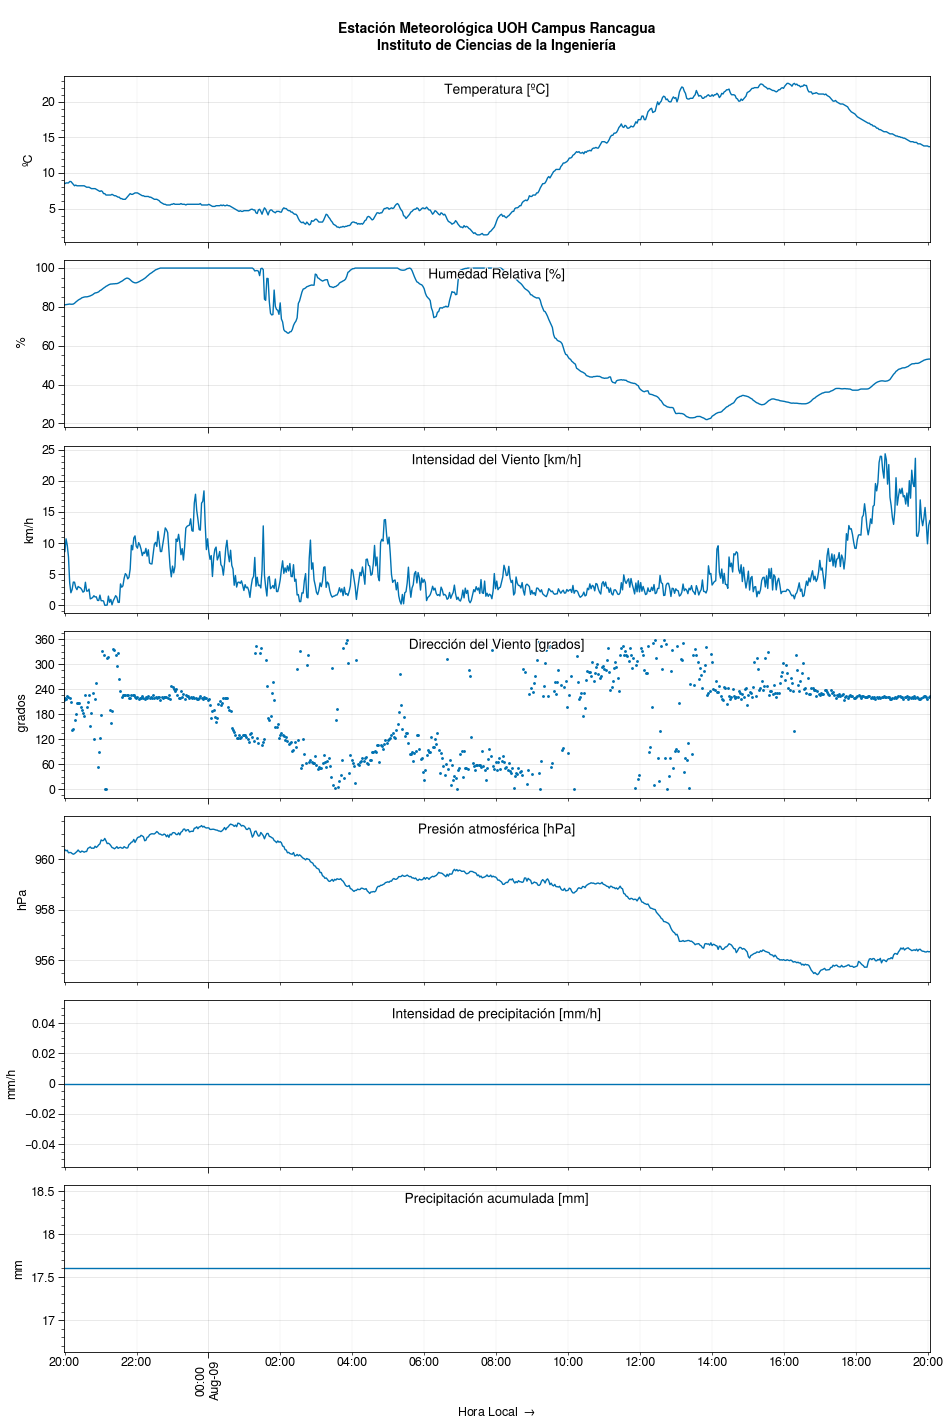 Estación Meteorológica UOH Campus Rancagua
Instituto de Ciencias de la Ingeniería
Temperatura [ºC]
ºC
20
15
10
5
Humedad Relativa [%]
%
100
80
60
40
20
Intensidad del Viento [km/h]
km/h
25
20
15
10
5
0
Dirección del Viento [grados]
grados
360
300
240
180
120
60
0
Presión atmosférica [hPa]
hPa
960
958
956
Intensidad de precipitación [mm/h]
mm/h
0.04
0.02
0
−0.02
−0.04
Precipitación acumulada [mm]
mm
18.5
18
17.5
17
20:00 22:00 00:00 02:00 04:00 06:00 08:00 10:00 12:00 14:00 16:00 18:00 20:00
Aug-09
Hora Local →